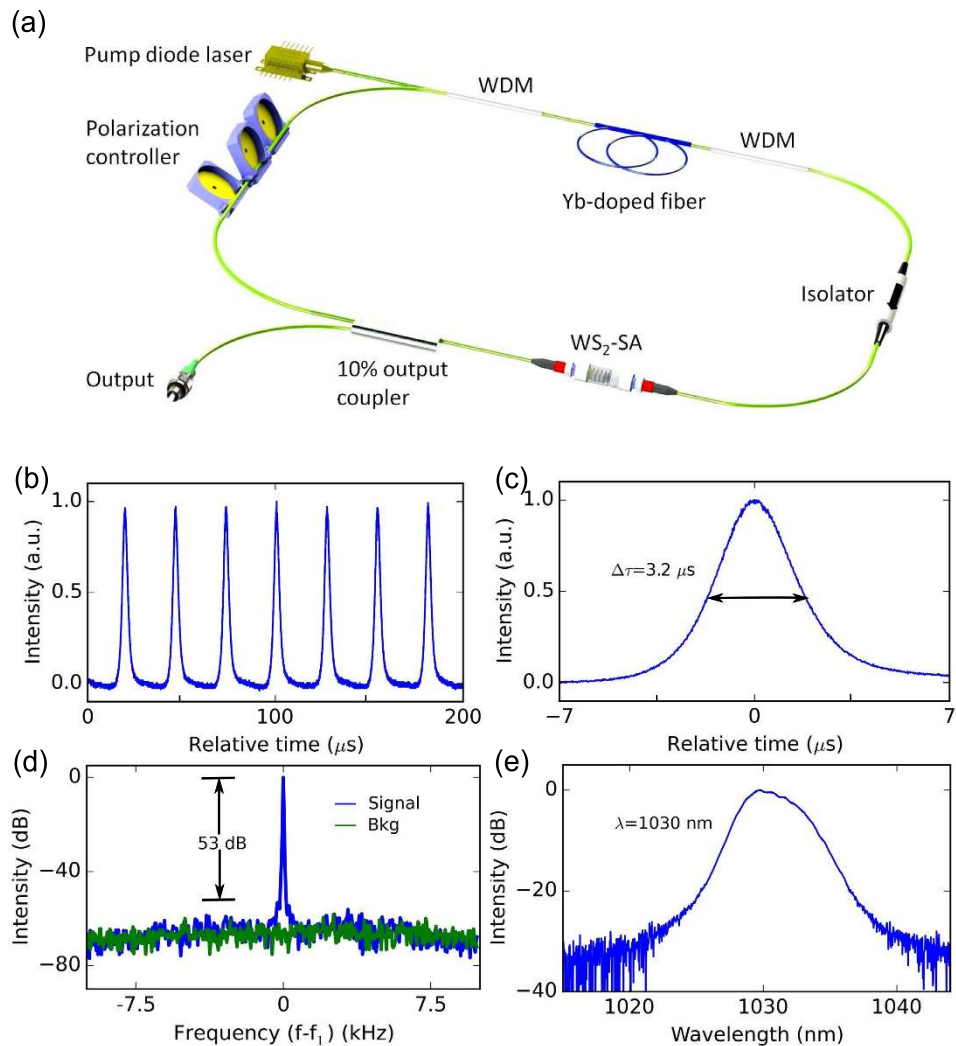 (a)
Pump diode laser
WDM
Polarization
controller
WDM
Yb-doped fiber
Isolator
WS₂-SA
Output
10% output
coupler
(b)
1.0
0.5
0.0
Intensity (a.u.)
0
100
200
Relative time (μs)
(c)
1.0
0.5
0.0
Intensity (a.u.)
Δτ=3.2 μs
−7
0
7
Relative time (μs)
(d)
0
−40
−80
Intensity (dB)
53 dB
Signal
Bkg
-7.5
0
7.5
Frequency (f-f₁) (kHz)
(e)
0
−20
−40
Intensity (dB)
λ=1030 nm
1020
1030
1040
Wavelength (nm)